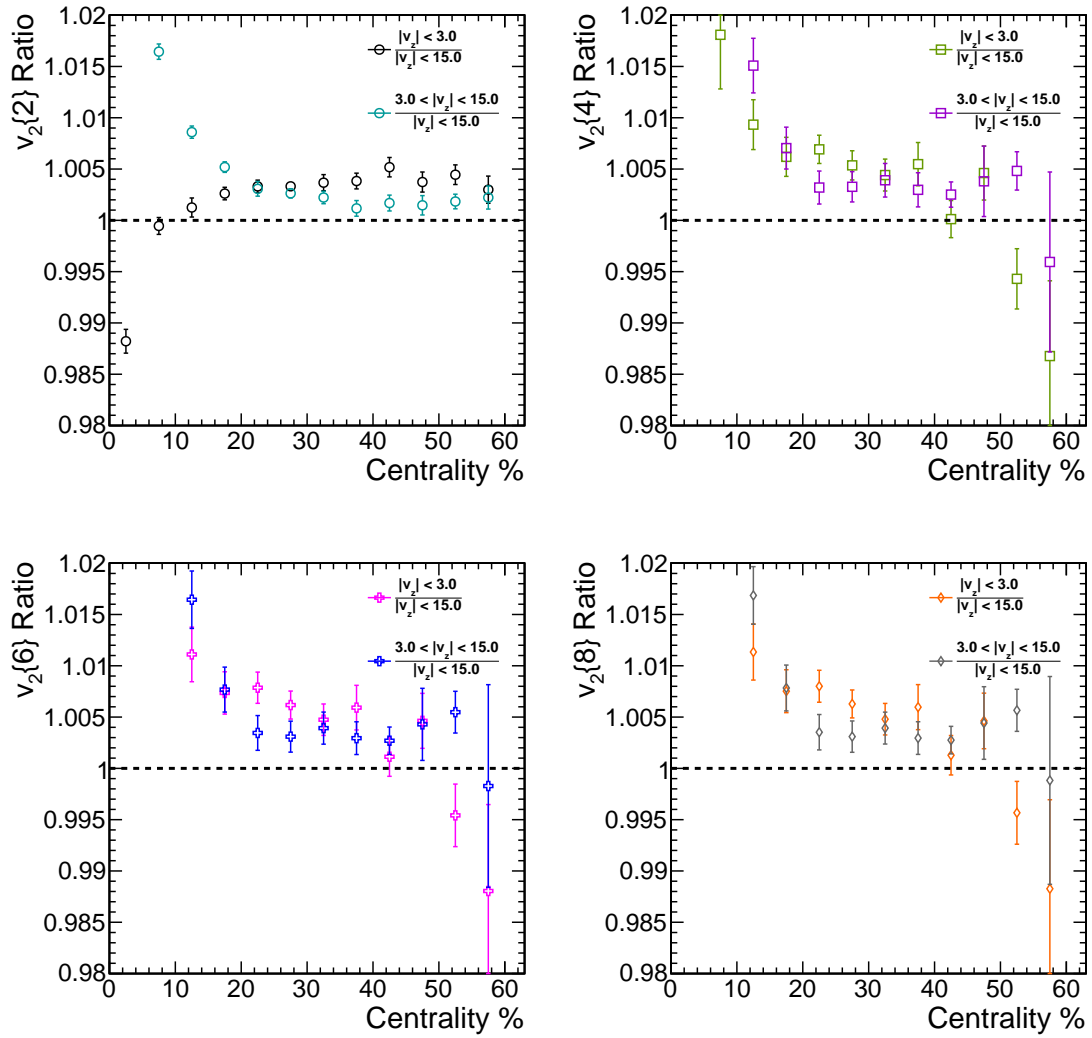 v2{2} Ratio
1.02
1.015
1.01
1.005
1
0.995
0.99
0.985
0.98
0 10 20 30 40 50 60
Centrality %
|vz| < 3.0
|vz| < 15.0
3.0 < |vz| < 15.0
|vz| < 15.0
v2{4} Ratio
1.02
1.015
1.01
1.005
1
0.995
0.99
0.985
0.98
0 10 20 30 40 50 60
Centrality %
|vz| < 3.0
|vz| < 15.0
3.0 < |vz| < 15.0
|vz| < 15.0
v2{6} Ratio
1.02
1.015
1.01
1.005
1
0.995
0.99
0.985
0.98
0 10 20 30 40 50 60
Centrality %
|vz| < 3.0
|vz| < 15.0
3.0 < |vz| < 15.0
|vz| < 15.0
v2{8} Ratio
1.02
1.015
1.01
1.005
1
0.995
0.99
0.985
0.98
0 10 20 30 40 50 60
Centrality %
|vz| < 3.0
|vz| < 15.0
3.0 < |vz| < 15.0
|vz| < 15.0